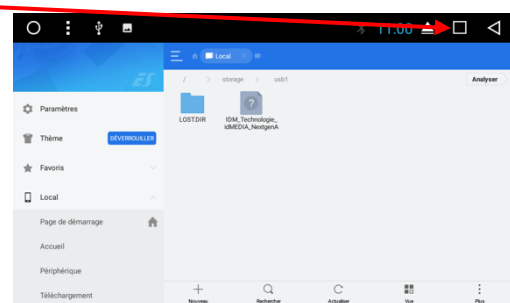 11:00
Local
ES
/ > storage > usb1
Analyser
LOST.DIR
IDM_Technologie_
idMEDIA_NextgenA
Paramètres
Thème
DÉVERROUILLER
Favoris
Local
Page de démarrage
Accueil
Périphérique
Téléchargement
Nouveau
Rechercher
Actualiser
Vue
Plus